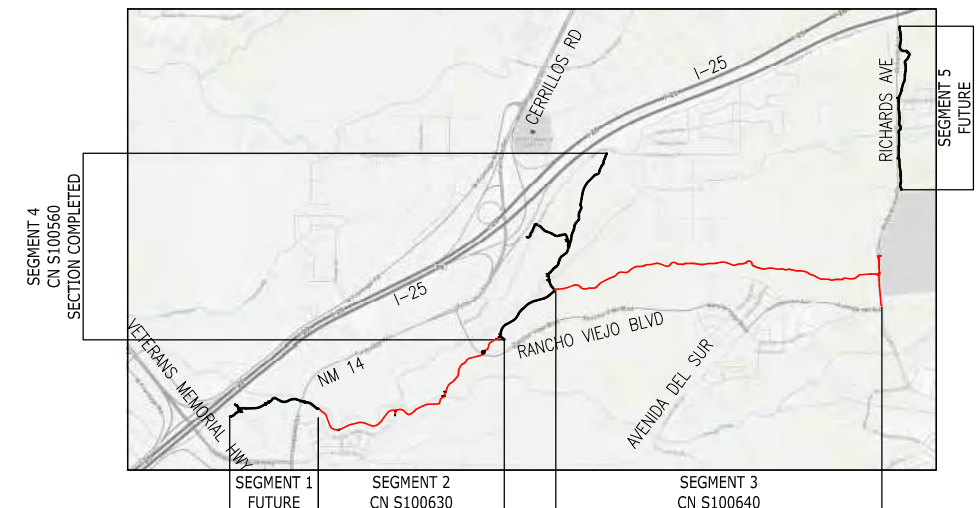 CERRILLOS RD
I-25
RICHARDS AVE
SEGMENT 5
FUTURE
SEGMENT 4
CN S100560
SECTION COMPLETED
I-25
VETERANS MEMORIAL HWY
NM 14
RANCHO VIEJO BLVD
AVENIDA DEL SUR
SEGMENT 1
FUTURE
SEGMENT 2
CN S100630
SEGMENT 3
CN S100640